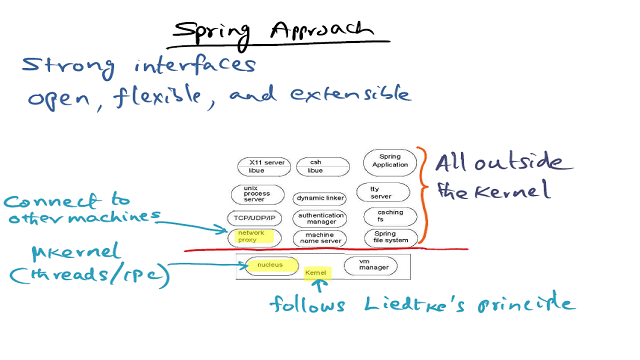 Spring Approach
Strong interfaces
open, flexible, and extensible
X11 server
libue
csh
libue
Spring
Application
All outside
the Kernel
unix
process
server
dynamic linker
tty
server
Connect to
other machines
TCP/UDP/IP
authentication
manager
caching
fs
network
proxy
machine
name server
Spring
file system
μkernel
(threads/IPC)
nucleus
Kernel
vm
manager
follows Liedtke's principle